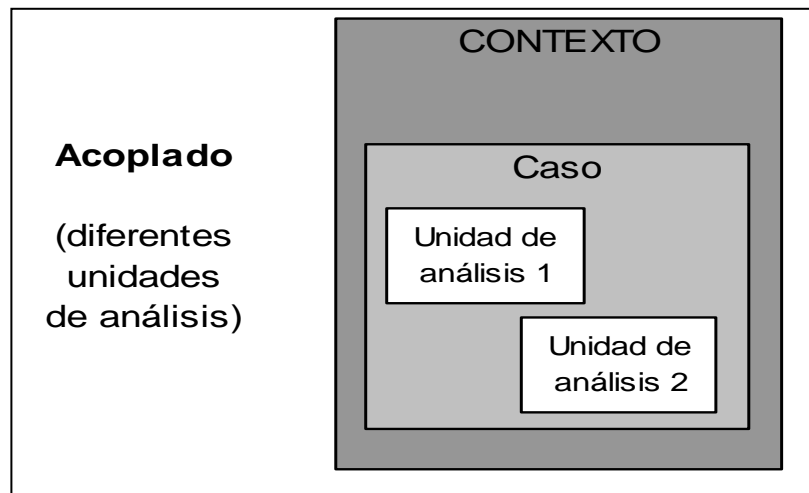 Acoplado
(diferentes
unidades
de análisis)
CONTEXTO
Caso
Unidad de
análisis 1
Unidad de
análisis 2